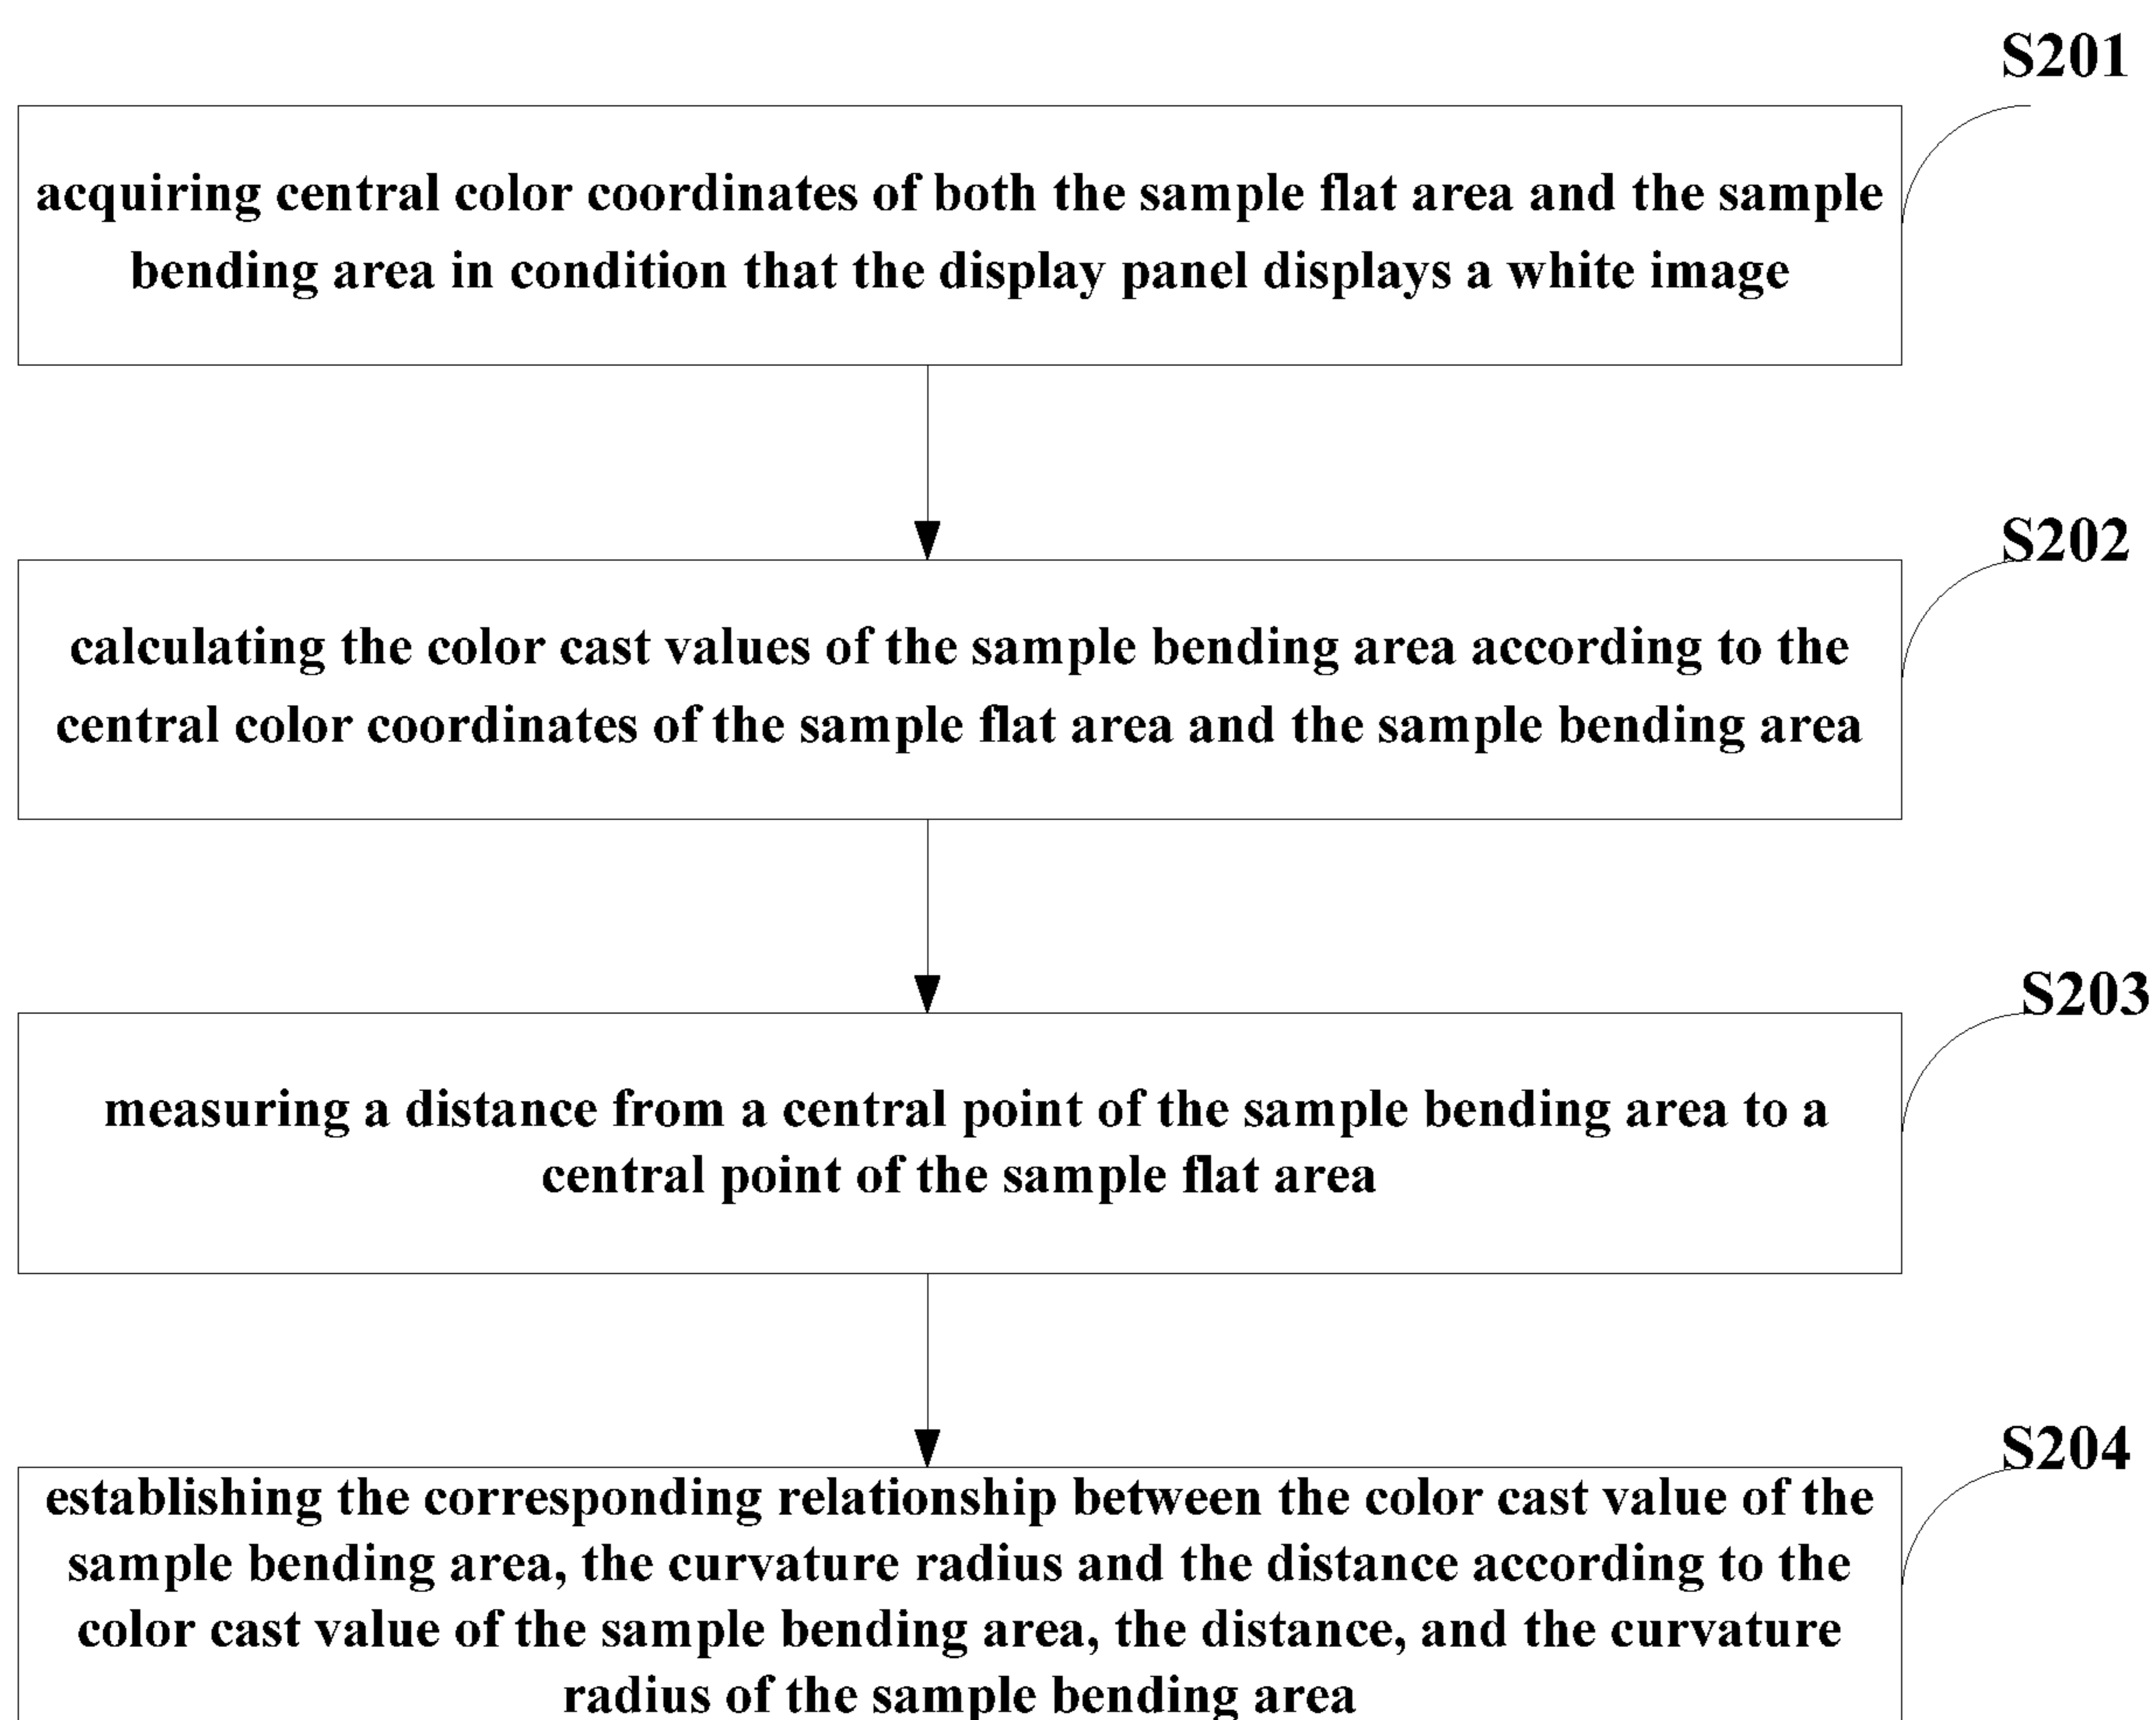 S201
acquiring central color coordinates of both the sample flat area and the sample
bending area in condition that the display panel displays a white image
S202
calculating the color cast values of the sample bending area according to the
central color coordinates of the sample flat area and the sample bending area
S203
measuring a distance from a central point of the sample bending area to a
central point of the sample flat area
S204
establishing the corresponding relationship between the color cast value of the
sample bending area, the curvature radius and the distance according to the
color cast value of the sample bending area, the distance, and the curvature
radius of the sample bending area